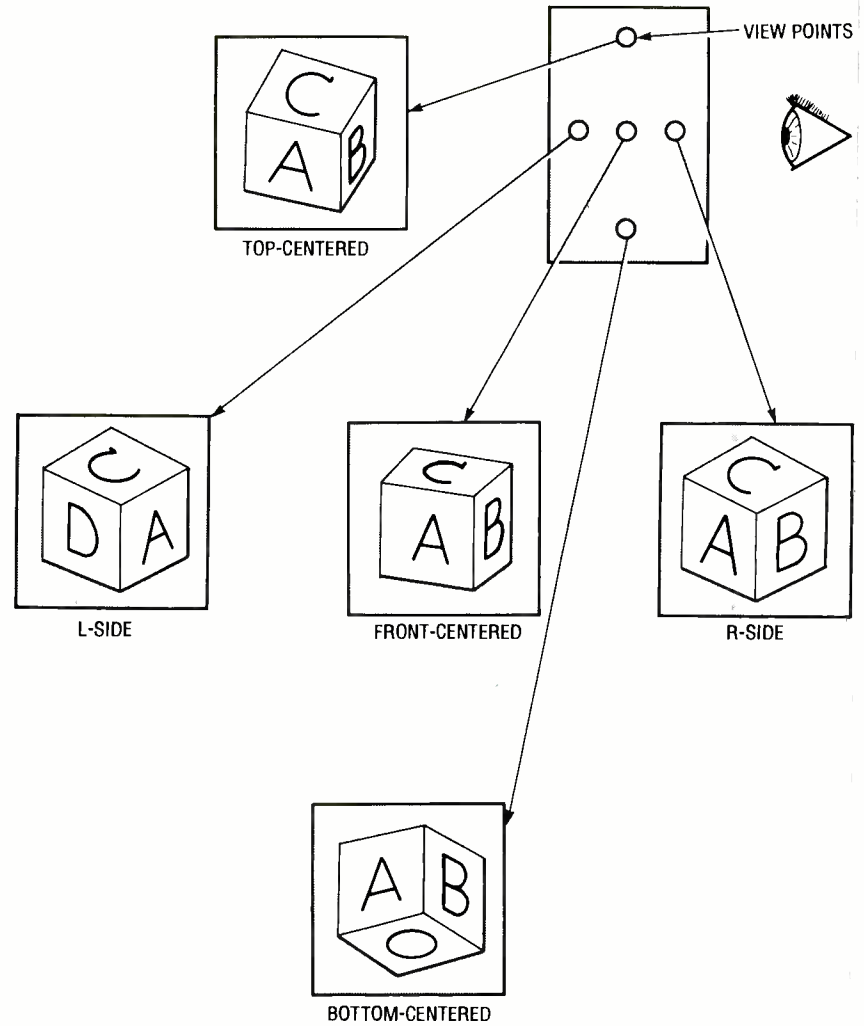 VIEW POINTS
C
A B
TOP-CENTERED
C
D A
L-SIDE
C
A B
FRONT-CENTERED
C
A B
R-SIDE
A B
O
BOTTOM-CENTERED